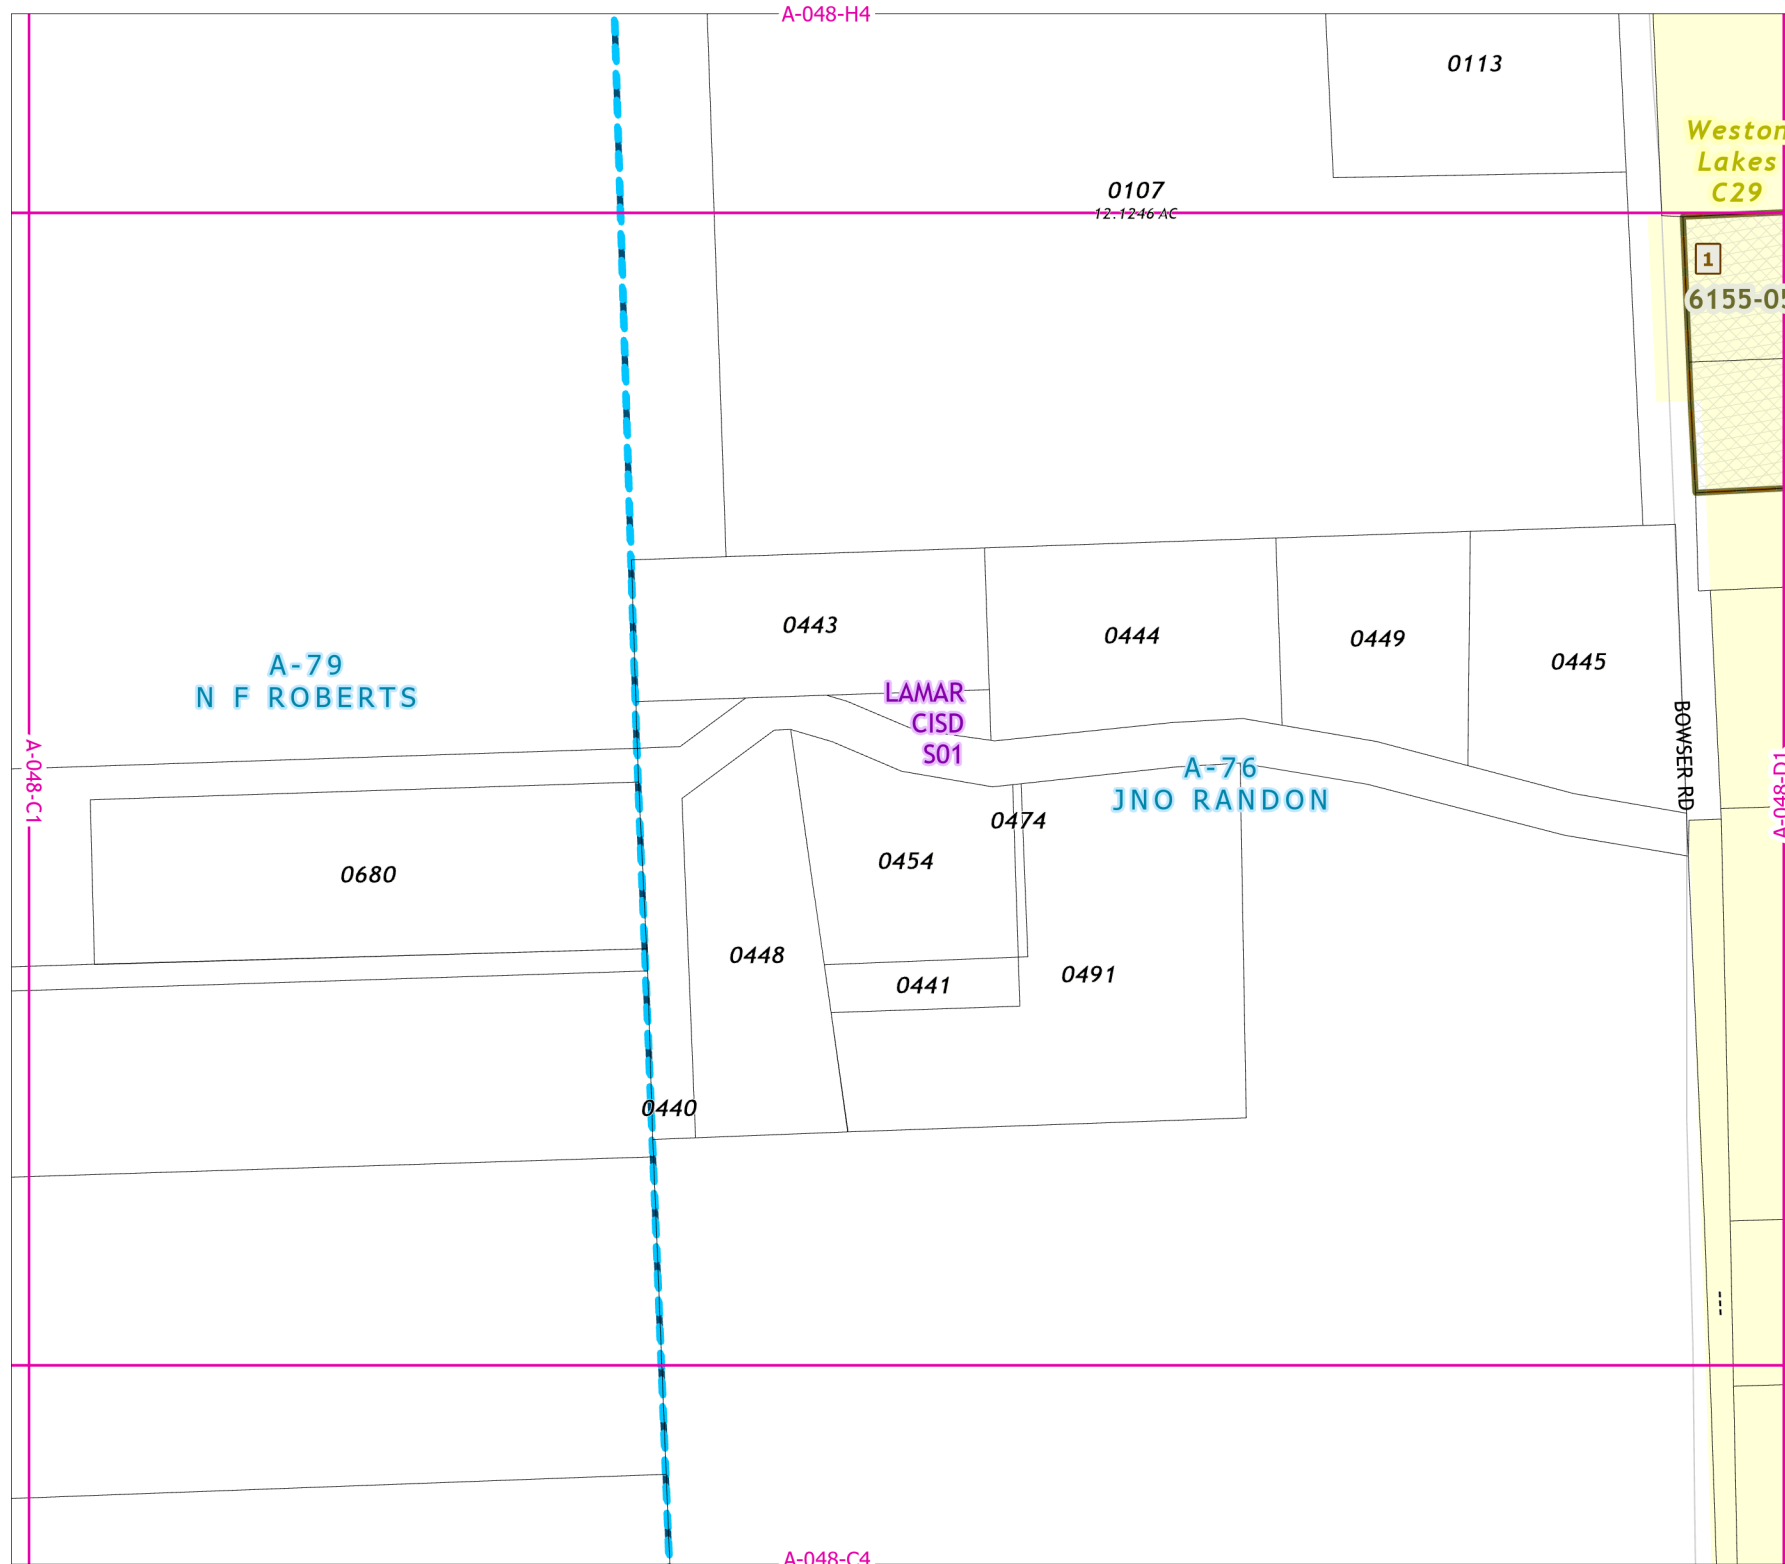 A-048-H4
0113
Weston
Lakes
C29
0107
12.1246 AC
1
6155-05
0443
0444
0449
0445
A-79
N F ROBERTS
LAMAR
CISD
S01
BOWSER RD
A-048-C1
A-048-D1
A-76
JNO RANDON
0474
0454
0680
0448
0441
0491
0440
---
A-048-C4